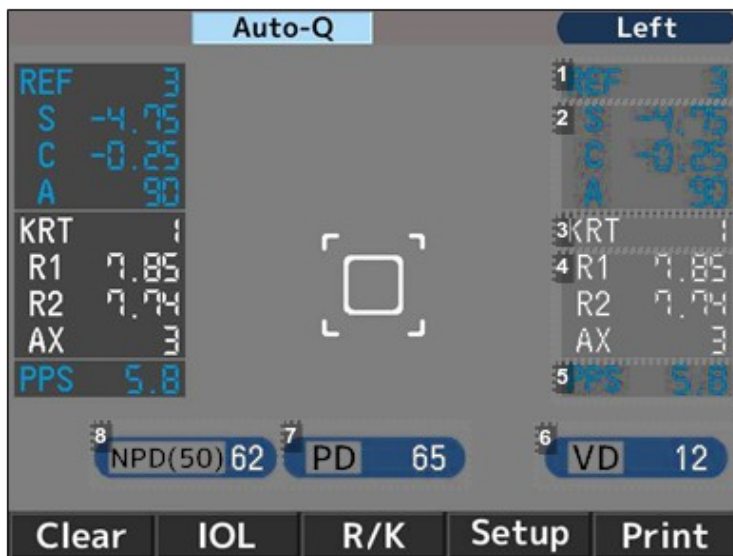 Auto-Q Left
REF 3
S -4.75
C -0.25
A 90
KRT 1
R1 7.85
R2 7.74
AX 3
PPS 5.8
1 REF 3
2 S -4.75
C -0.25
A 90
3 KRT 1
4 R1 7.85
R2 7.74
AX 3
5 PPS 5.8
8 NPD(50) 62 7 PD 65 6 VD 12
Clear IOL R/K Setup Print